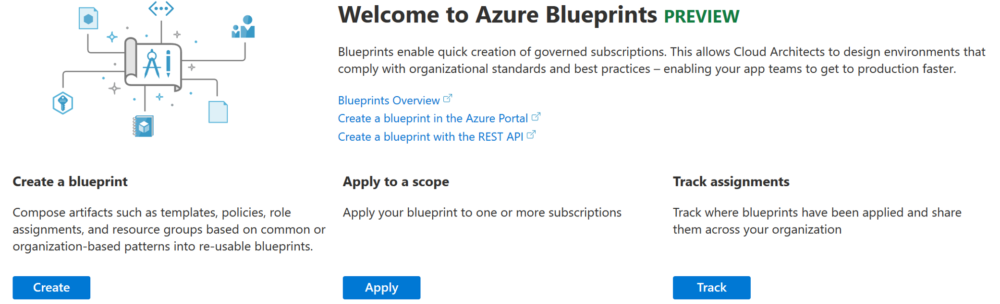 Welcome to Azure Blueprints PREVIEW
Blueprints enable quick creation of governed subscriptions. This allows Cloud Architects to design environments that
comply with organizational standards and best practices – enabling your app teams to get to production faster.
Blueprints Overview
Create a blueprint in the Azure Portal
Create a blueprint with the REST API
Create a blueprint
Compose artifacts such as templates, policies, role
assignments, and resource groups based on common or
organization-based patterns into re-usable blueprints.
Create
Apply to a scope
Apply your blueprint to one or more subscriptions
Apply
Track assignments
Track where blueprints have been applied and share
them across your organization
Track